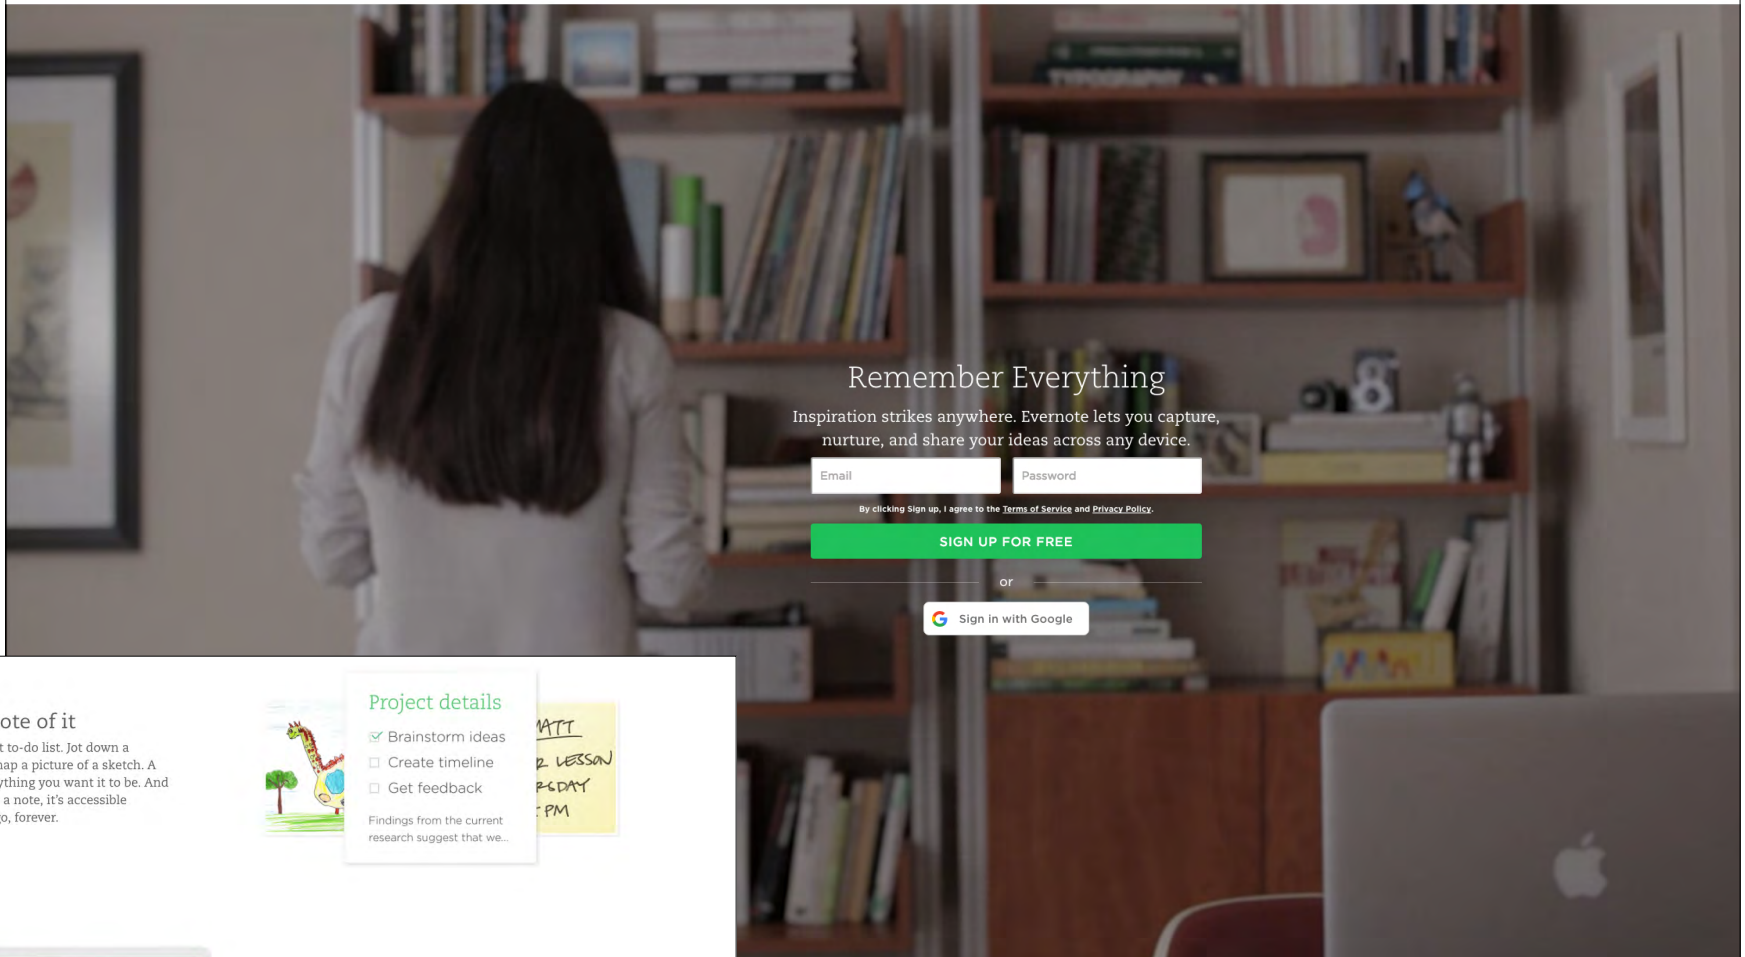 TYPOGRAPHY
Remember Everything
Inspiration strikes anywhere. Evernote lets you capture,
nurture, and share your ideas across any device.
Email
Password
By clicking Sign up, I agree to the Terms of Service and Privacy Policy.
SIGN UP FOR FREE
or
Sign in with Google
ote of it
t to-do list. Jot down a
nap a picture of a sketch. A
ything you want it to be. And
a note, it's accessible
go, forever.
Project details
Brainstorm ideas
Create timeline
Get feedback
Findings from the current
research suggest that we...
MATT
LESSON
PM